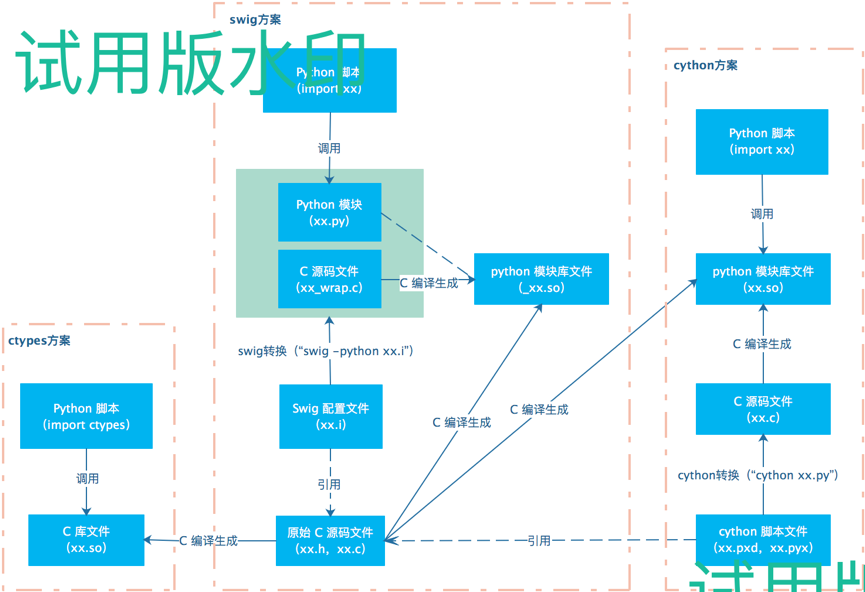 swig方案
试用版水印
Python 脚本
(import xx)
调用
Python 模块
(xx.py)
C 源码文件
(xx_wrap.c)
C 编译生成
python 模块库文件
(_xx.so)
swig转换（“swig -python xx.i”）
Swig 配置文件
(xx.i)
引用
原始 C 源码文件
(xx.h，xx.c)
C 编译生成
C 编译生成
C 编译生成
ctypes方案
Python 脚本
(import ctypes)
调用
C 库文件
(xx.so)
cython方案
Python 脚本
(import xx)
调用
python 模块库文件
(xx.so)
C 编译生成
C 源码文件
(xx.c)
cython转换（“cython xx.py”）
cython 脚本文件
(xx.pxd，xx.pyx)
引用
试用版